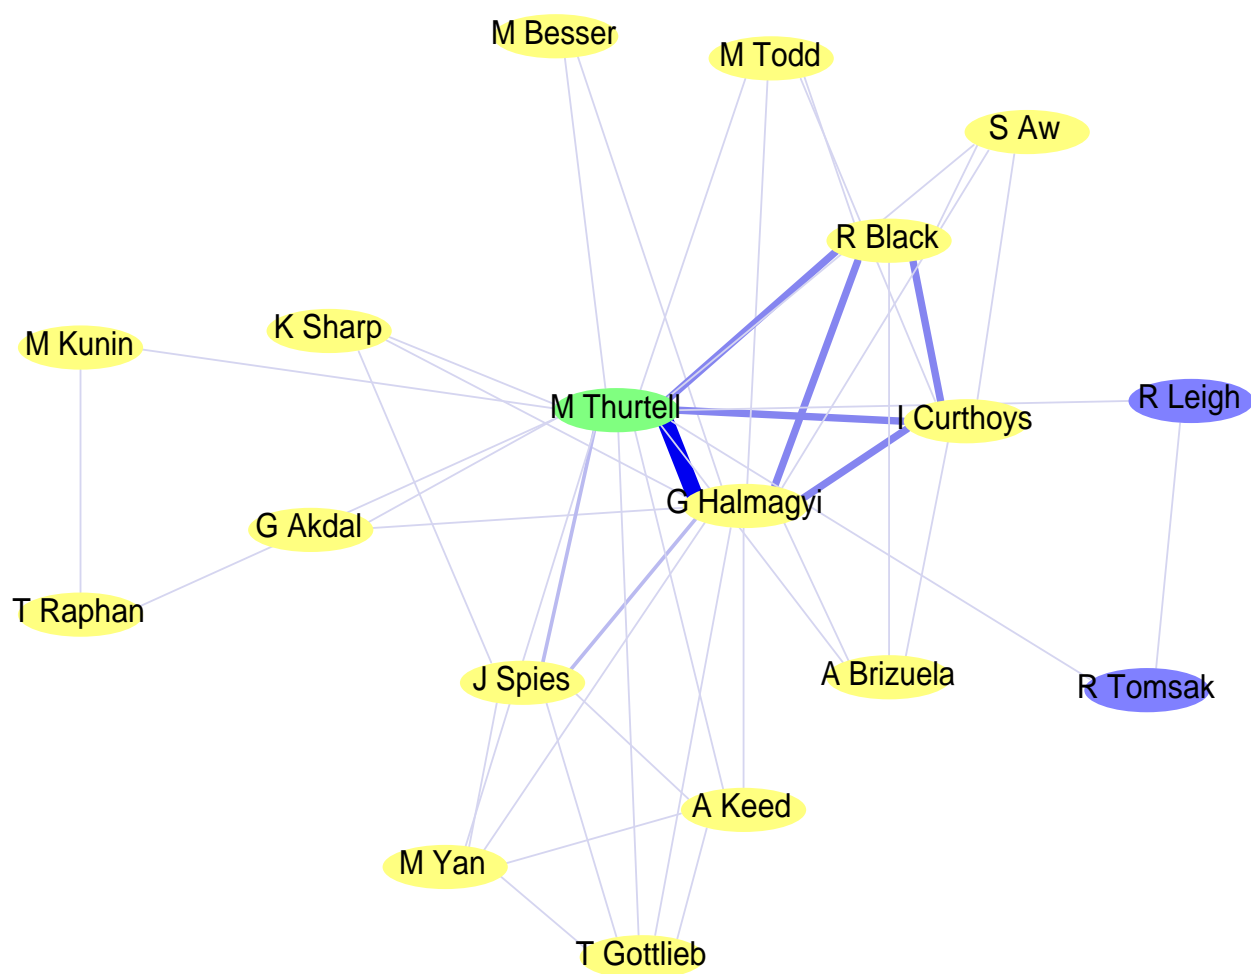 M Besser
M Todd
S Aw
R Black
K Sharp
M Kunin
M Thurtell
R Leigh
I Curthoys
G Halmagyi
G Akdal
T Raphan
J Spies
A Brizuela
R Tomsak
A Keed
M Yan
T Gottlieb